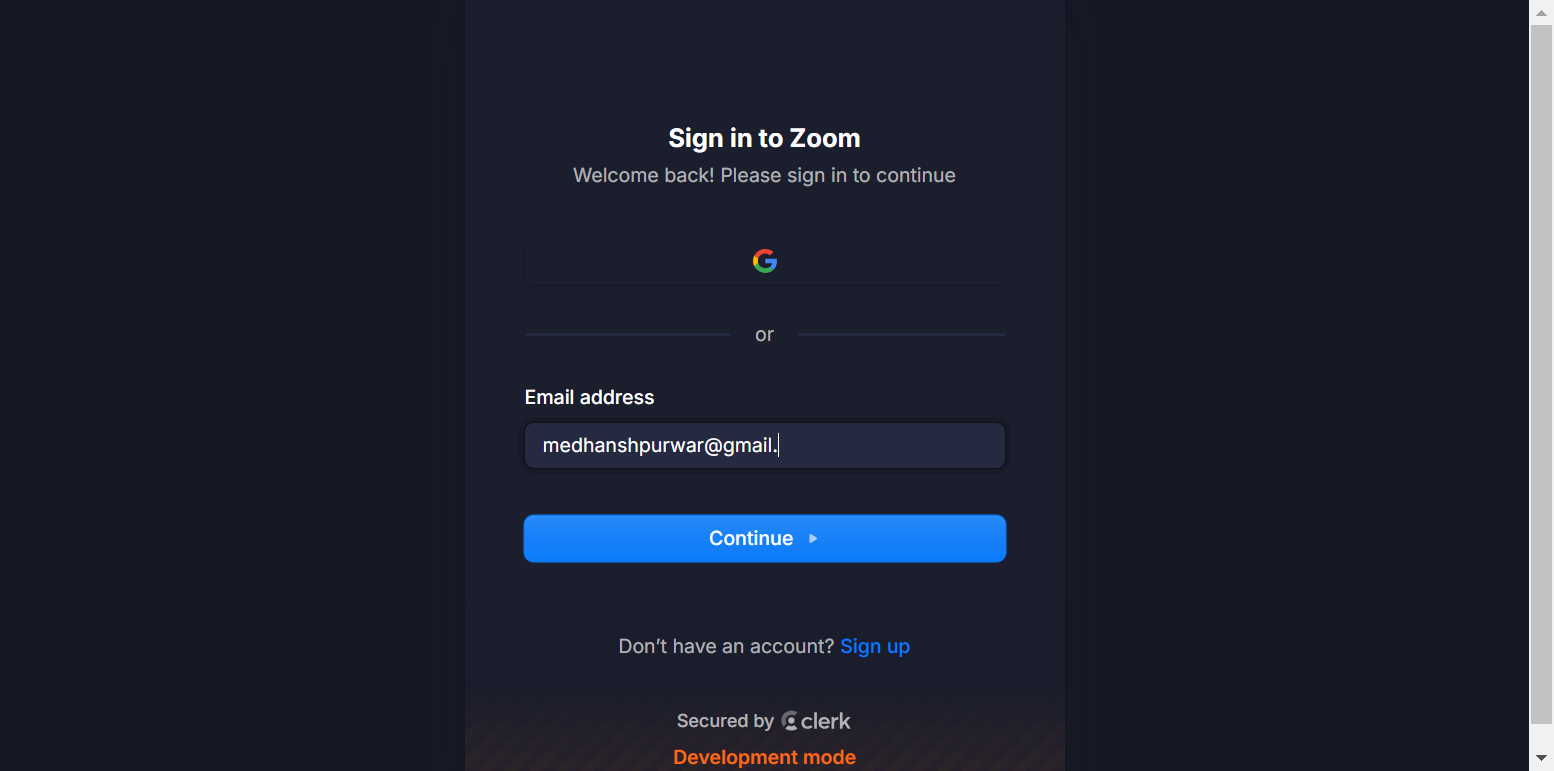 Sign in to Zoom
Welcome back! Please sign in to continue
or
Email address
medhanshpurwar@gmail.
Continue
Don’t have an account? Sign up
Secured by clerk
Development mode